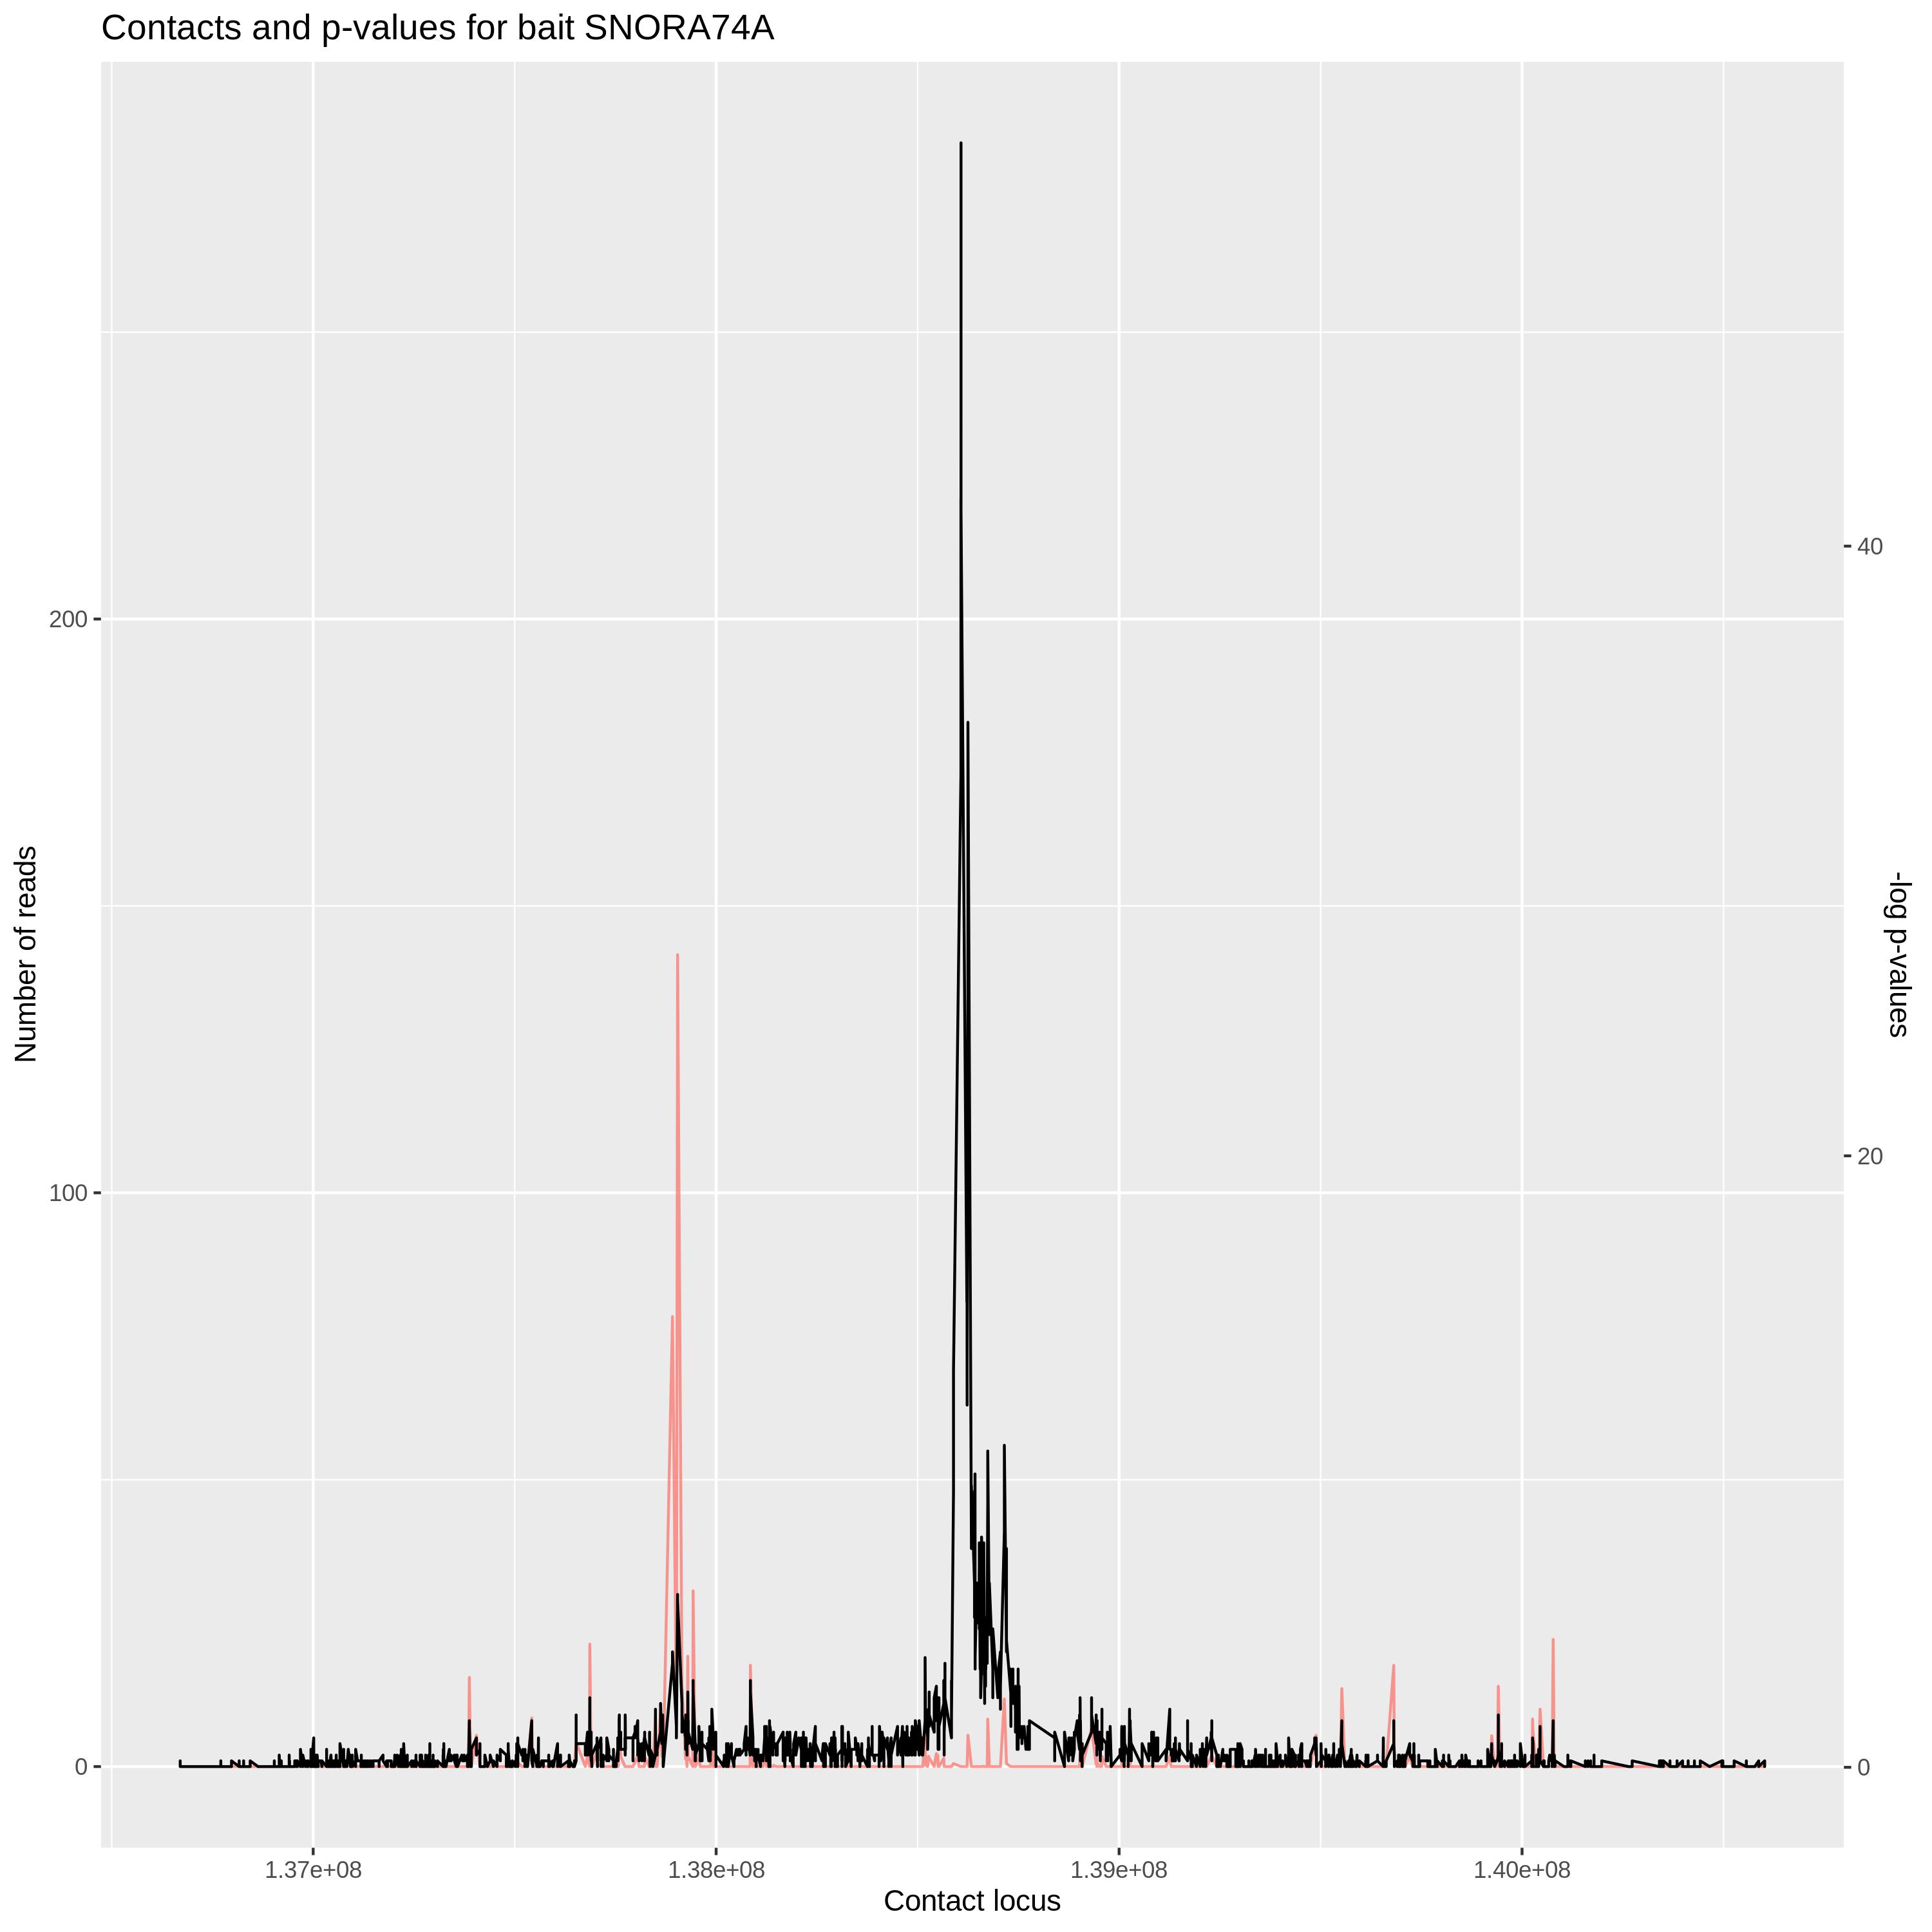 Contacts and p-values for bait SNORA74A
Number of reads
200
100
0
40
20
0
-log p-values
1.37e+08
1.38e+08
1.39e+08
1.40e+08
Contact locus